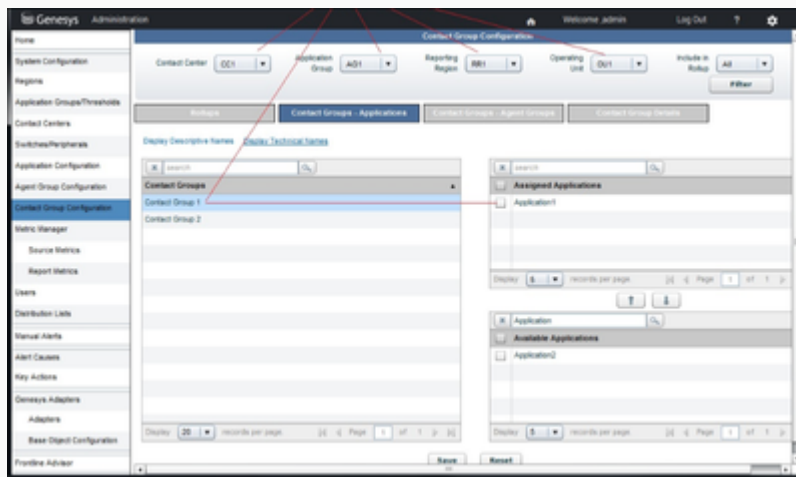 Genesys Administration Welcome ,admin Log Out ?
Home
System Configuration
Regions
Application Groups/Thresholds
Contact Centers
Switches/Peripherals
Application Configuration
Agent Group Configuration
Contact Group Configuration
Metric Manager
Source Metrics
Report Metrics
Users
Distribution Lists
Manual Alerts
Alert Causes
Key Actions
Genesys Adapters
Adapters
Base Object Configuration
Frontline Advisor
Contact Group Configuration
Contact Center CC1 Application Group AG1 Reporting Region RR1 Operating Unit OU1 Include in Rollup All
Filter
Rollups Contact Groups - Applications Contact Groups - Agent Groups Contact Group Details
Display Descriptive Names Display Technical Names
search
Contact Groups
Contact Group 1
Contact Group 2
Display 20 records per page Page 1 of 1
search
Assigned Applications
Application1
Display 5 records per page Page 1 of 1
Application
Available Applications
Application2
Display 5 records per page Page 1 of 1
Save Reset